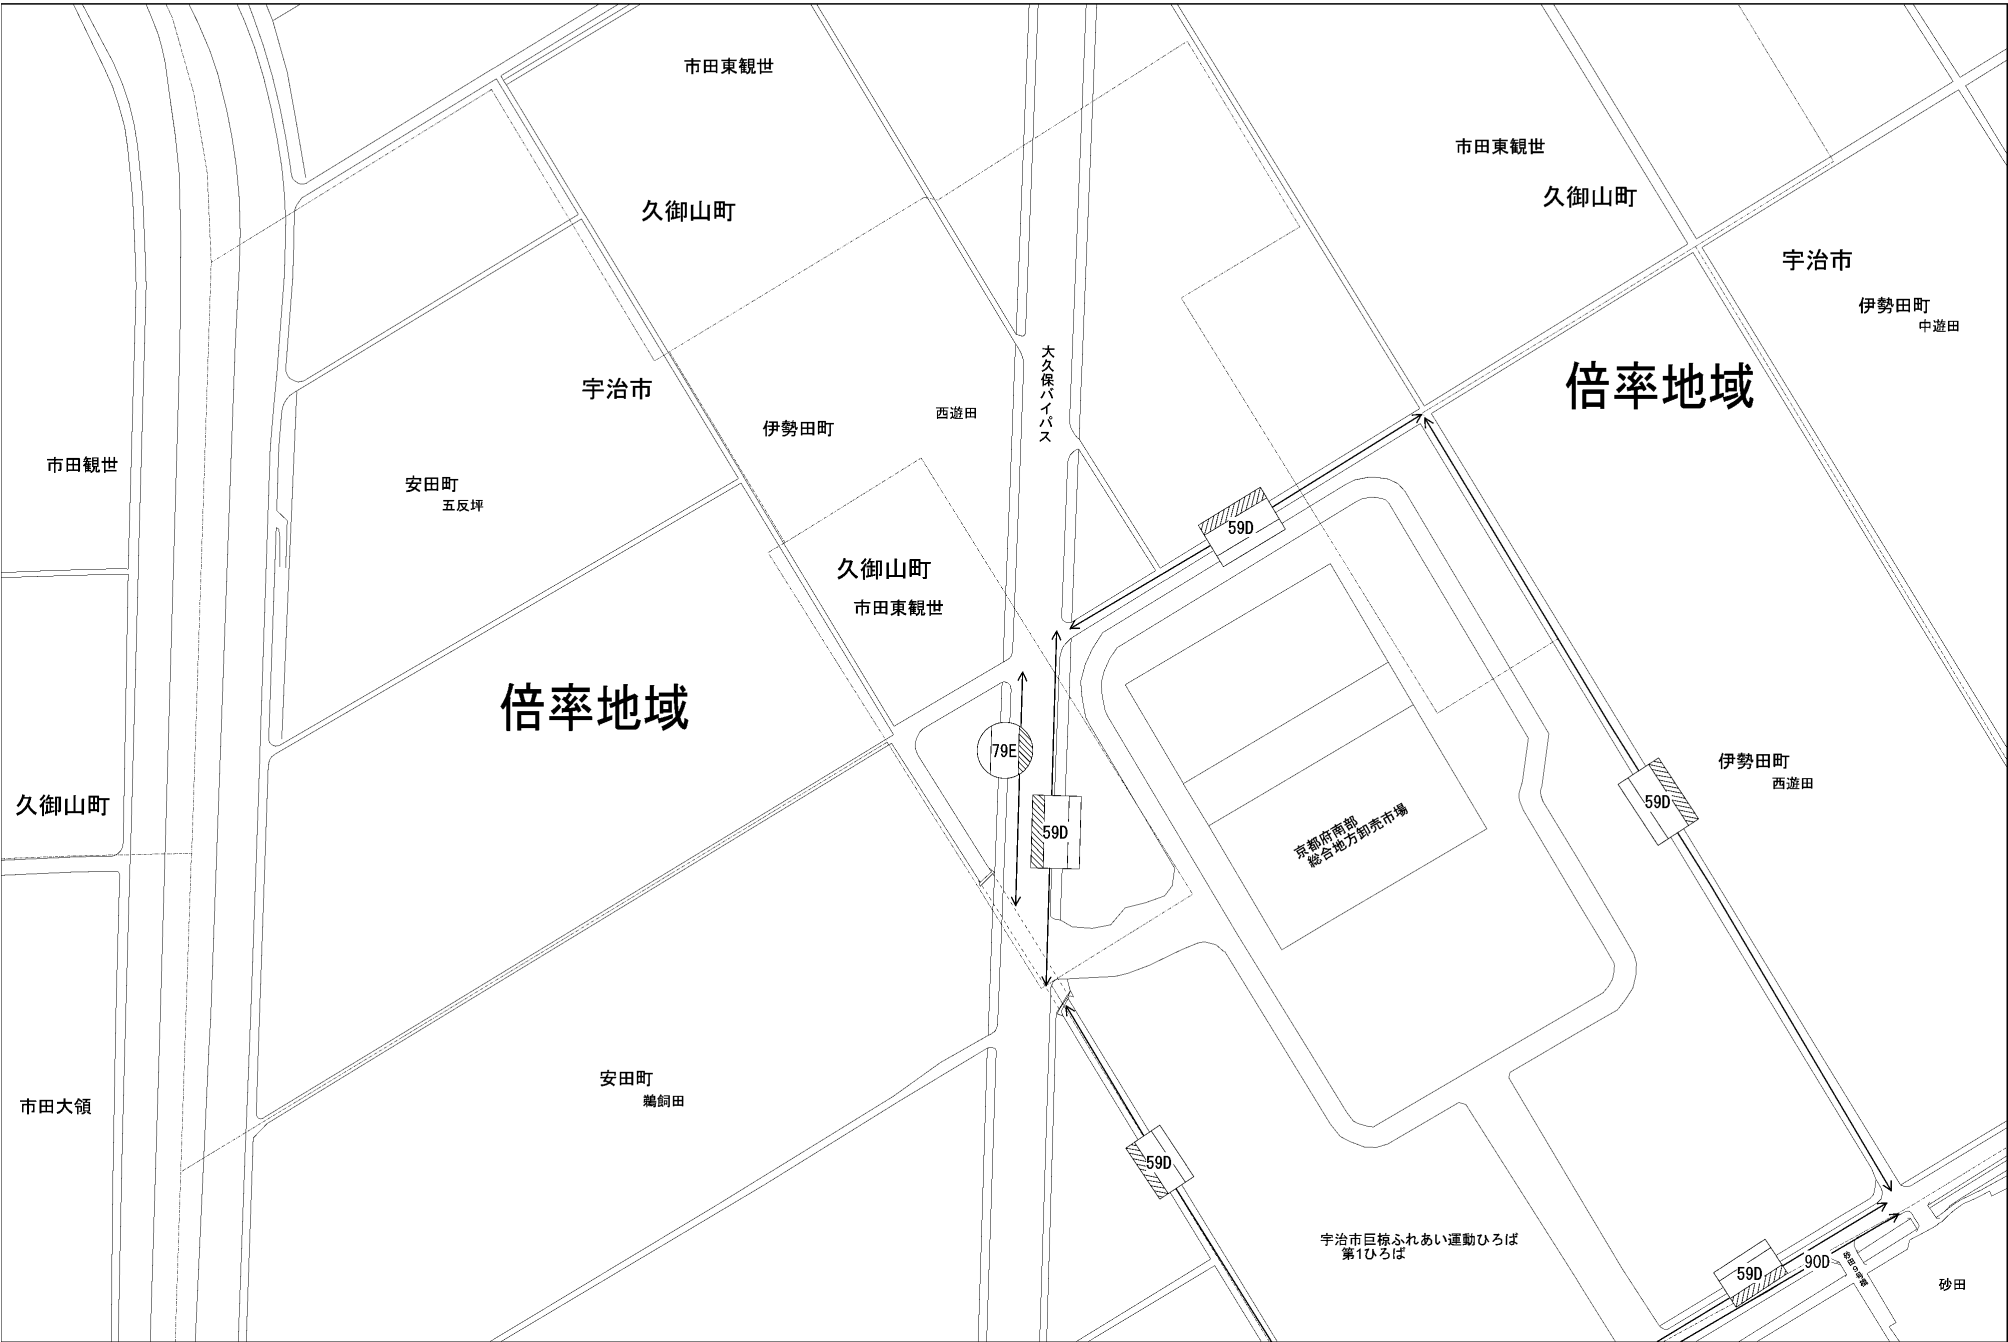 市田東観世
市田東観世
久御山町
久御山町
宇治市
伊勢田町
中遊田
大久保バイパス
宇治市
倍率地域
西遊田
伊勢田町
市田観世
安田町
五反坪
59D
久御山町
市田東観世
倍率地域
79E
伊勢田町
西遊田
久御山町
59D
59D
京都府南部
総合地方卸売市場
安田町
鵜飼田
市田大領
59D
宇治市巨椋ふれあい運動ひろば
第1ひろば
59D
90D
砂田